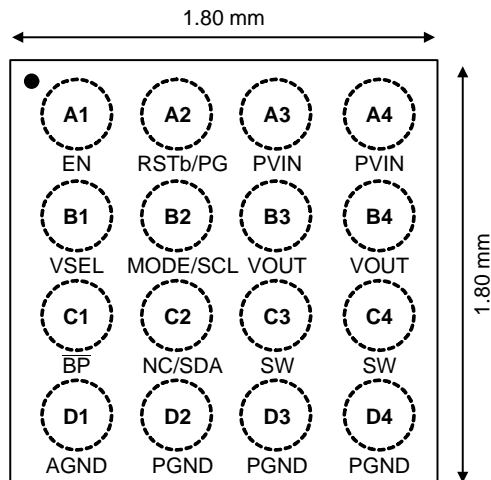 1.80 mm
A1 A2 A3 A4
EN RSTb/PG PVIN PVIN
B1 B2 B3 B4
VSEL MODE/SCL VOUT VOUT
C1 C2 C3 C4
B̅P̅ NC/SDA SW SW
D1 D2 D3 D4
AGND PGND PGND PGND
1.80 mm